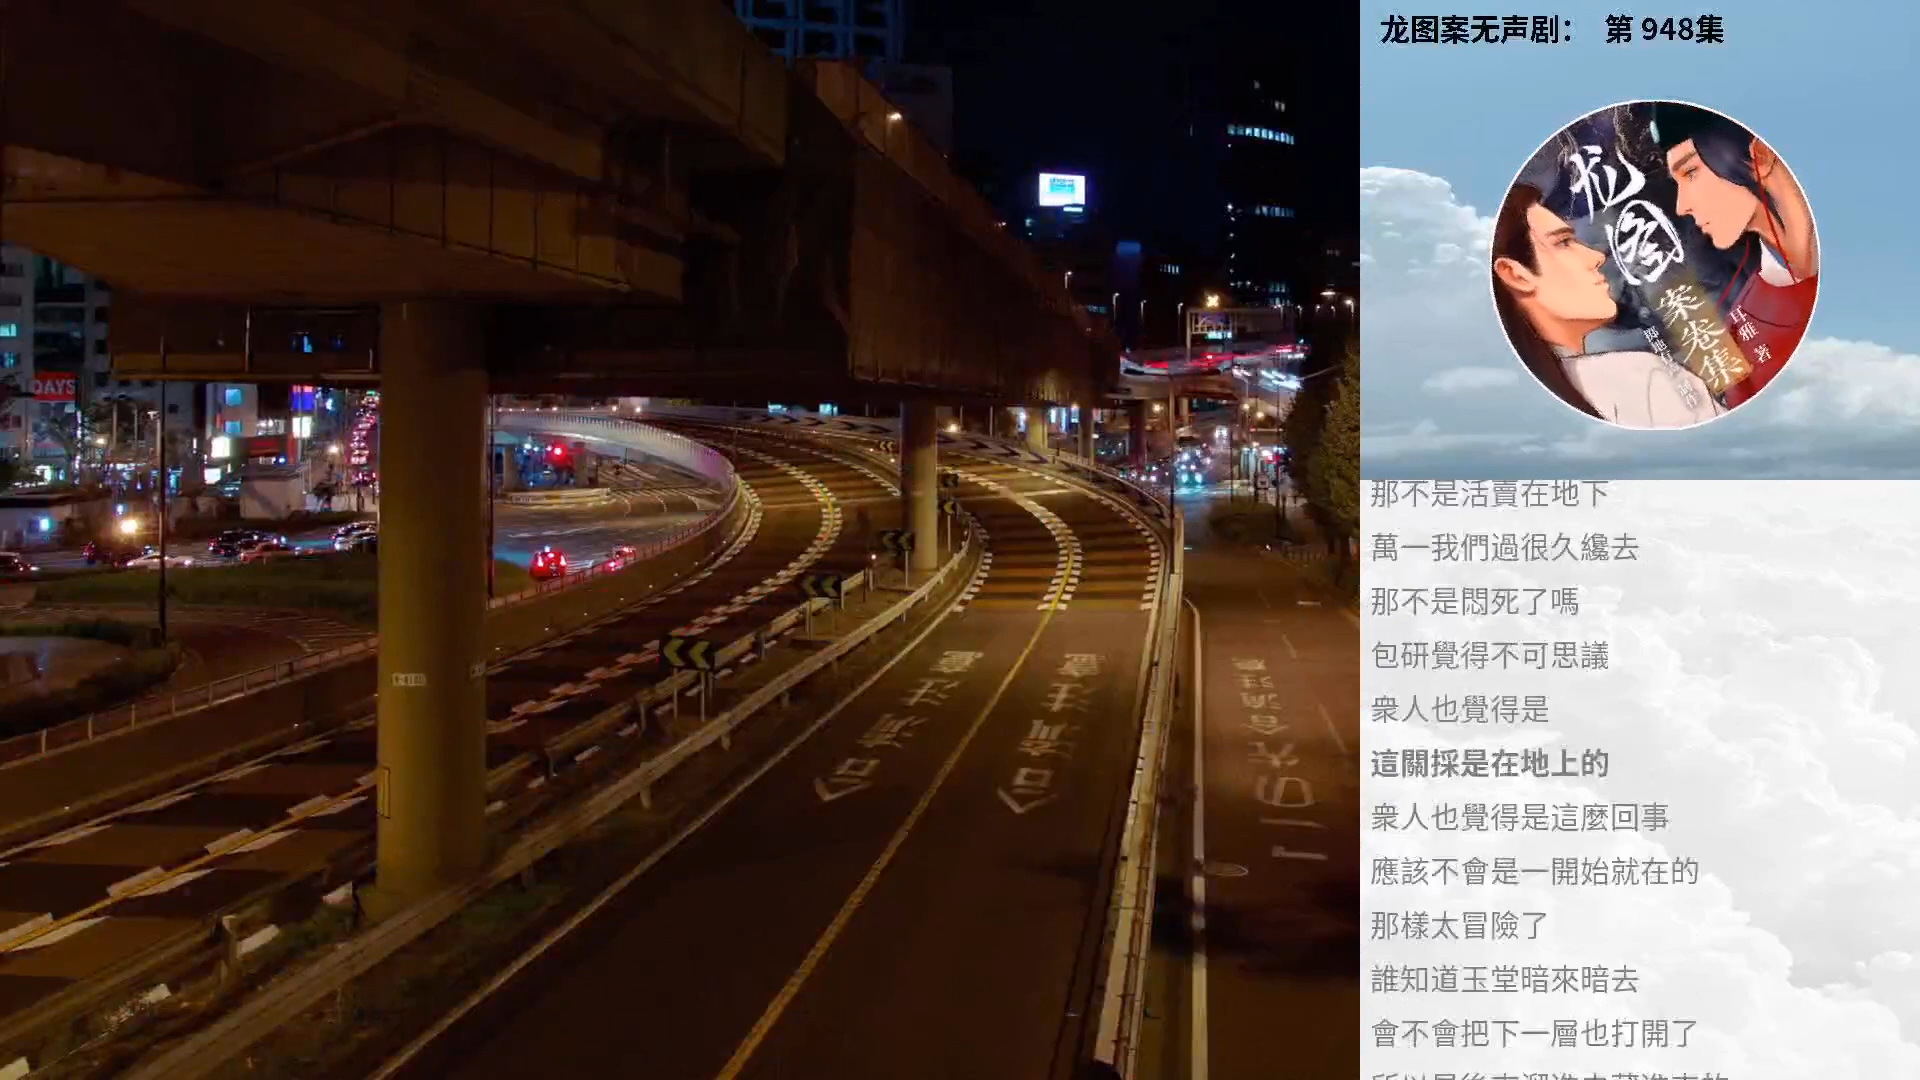 龙图案无声剧： 第 948集
龙图
案卷集
耳雅 著
那不是活賣在地下
萬一我們過很久纔去
那不是悶死了嗎
包研覺得不可思議
衆人也覺得是
這關採是在地上的
衆人也覺得是這麼回事
應該不會是一開始就在的
那樣太冒險了
誰知道玉堂暗來暗去
會不會把下一層也打開了
DAYS